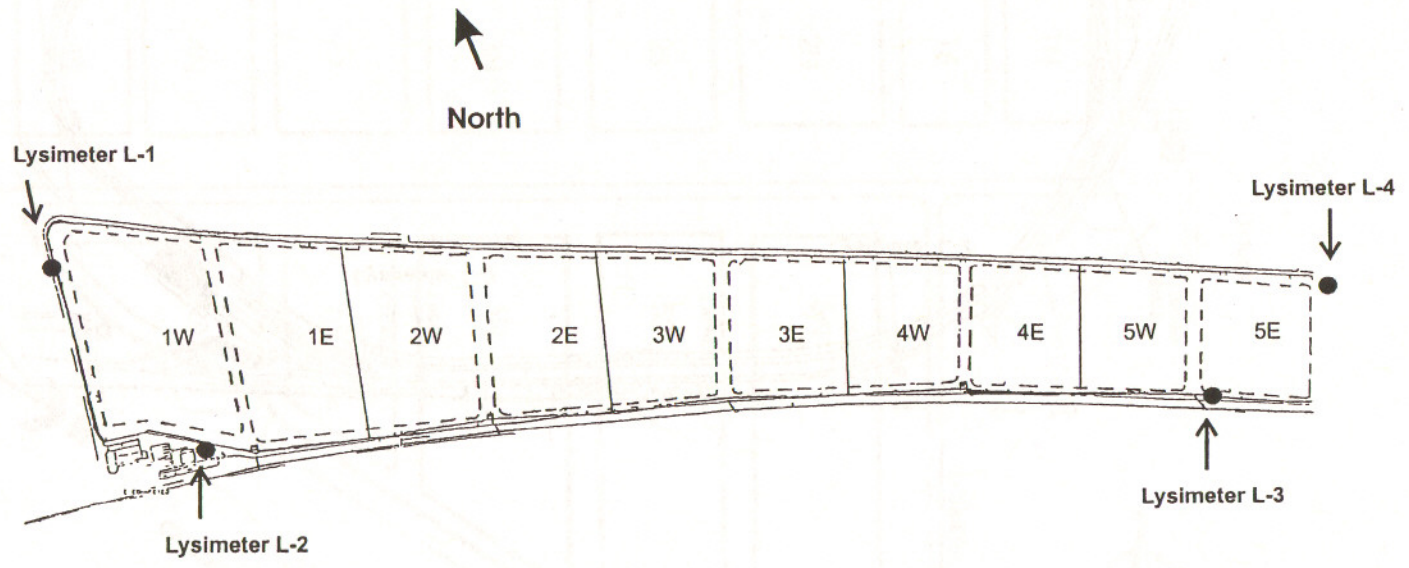 North
Lysimeter L-1
Lysimeter L-4
1W
1E
2W
2E
3W
3E
4W
4E
5W
5E
Lysimeter L-3
Lysimeter L-2